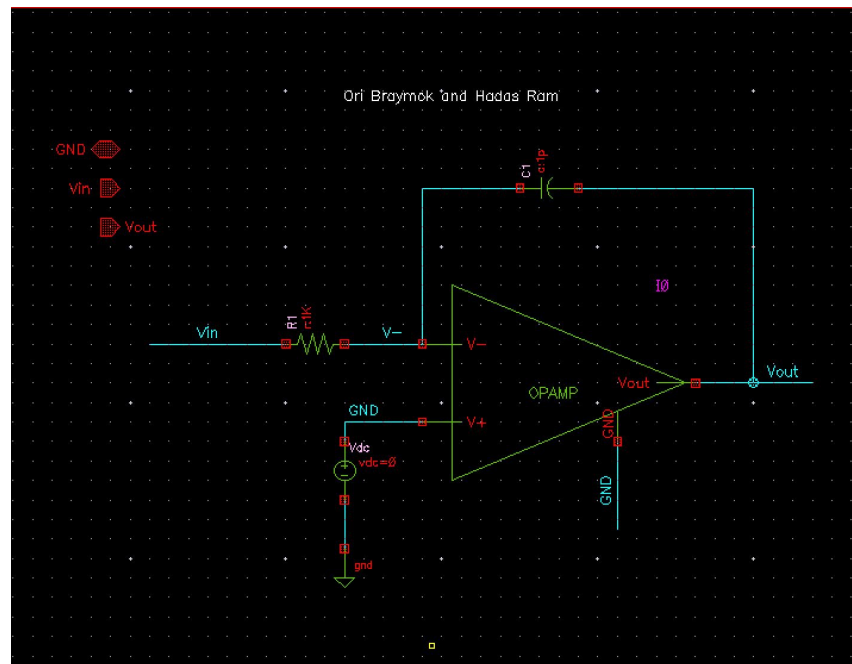 Ori Braymok and Hadas Ram
GND
Vin
Vout
C1
c:1p
I0
R1
r:1K
Vin
V-
V-
Vout
Vout
OPAMP
GND
V+
GND
Vdc
vdc=0
GND
gnd